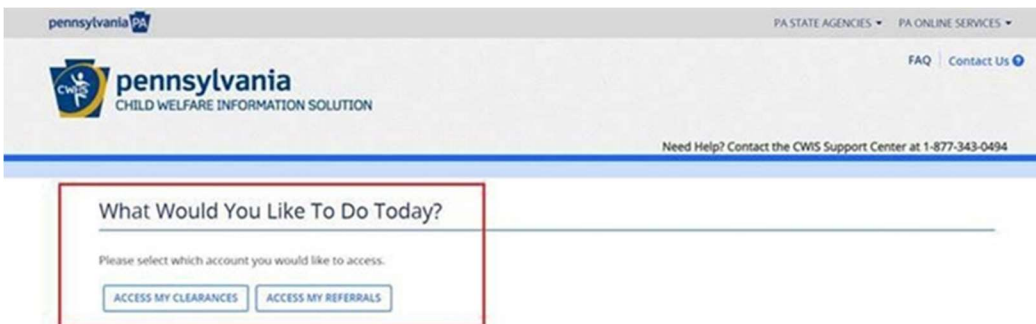 pennsylvania PA
PA STATE AGENCIES PA ONLINE SERVICES
FAQ Contact Us ?
CWIS
pennsylvania
CHILD WELFARE INFORMATION SOLUTION
Need Help? Contact the CWIS Support Center at 1-877-343-0494
What Would You Like To Do Today?
Please select which account you would like to access.
ACCESS MY CLEARANCES ACCESS MY REFERRALS